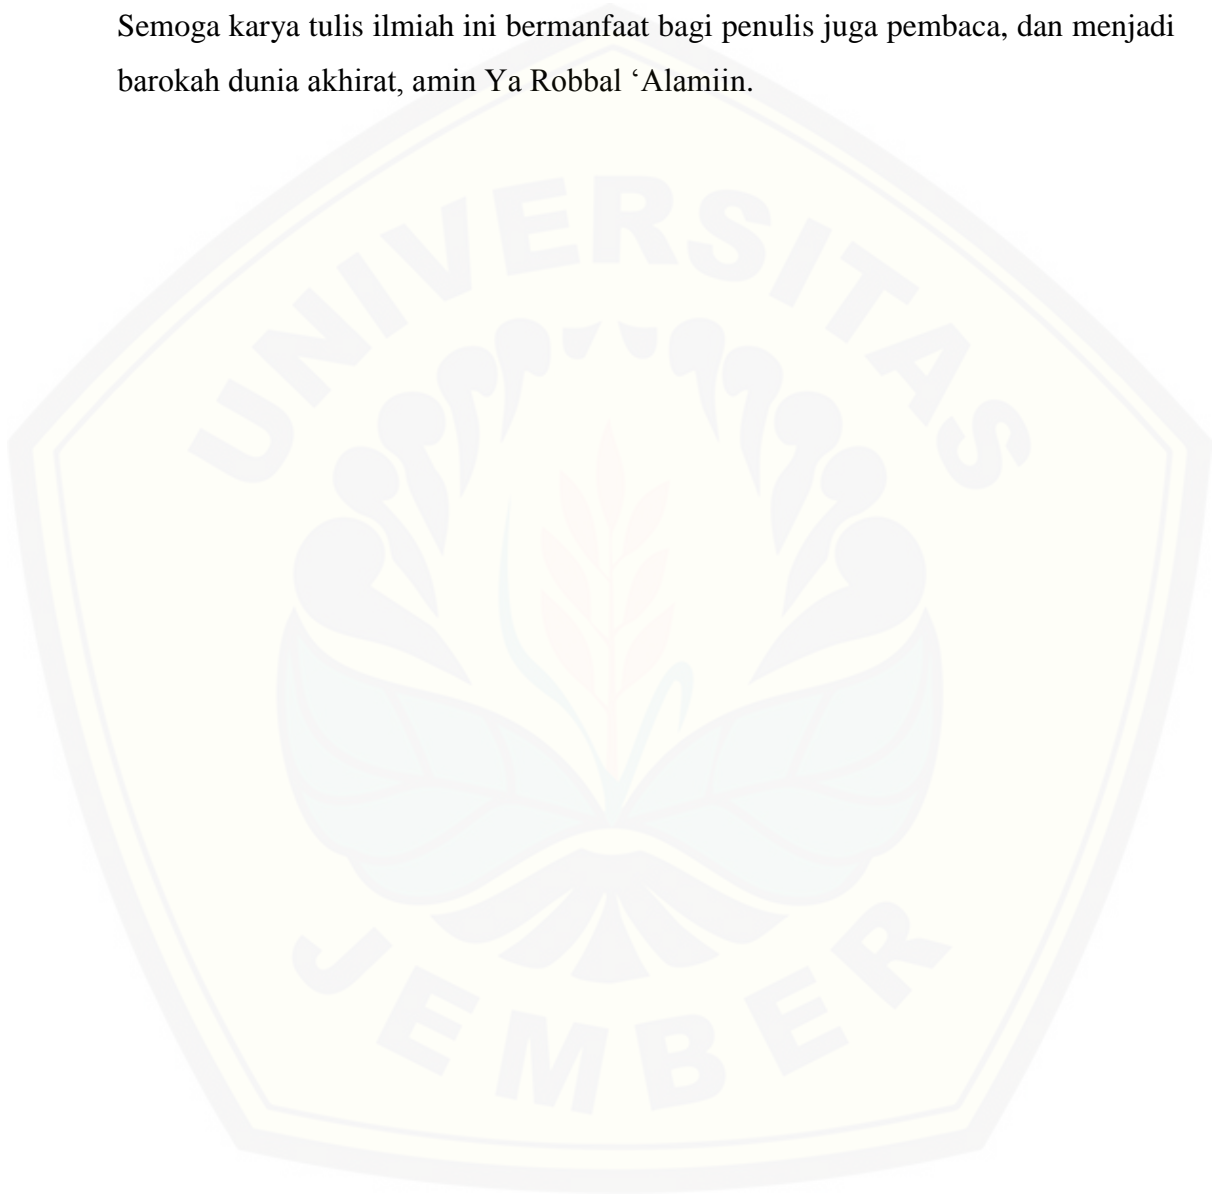 Semoga karya tulis ilmiah ini bermanfaat bagi penulis juga pembaca, dan menjadi
barokah dunia akhirat, amin Ya Robbal ‘Alamiin.
UNIVERSITAS
JEMBER